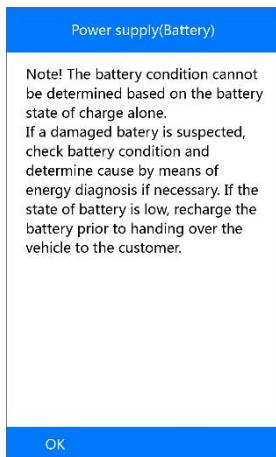 Power supply(Battery)
Note! The battery condition cannot
be determined based on the battery
state of charge alone.
If a damaged batery is suspected,
check battery condition and
determine cause by means of
energy diagnosis if necessary. If the
state of battery is low, recharge the
battery prior to handing over the
vehicle to the customer.
OK